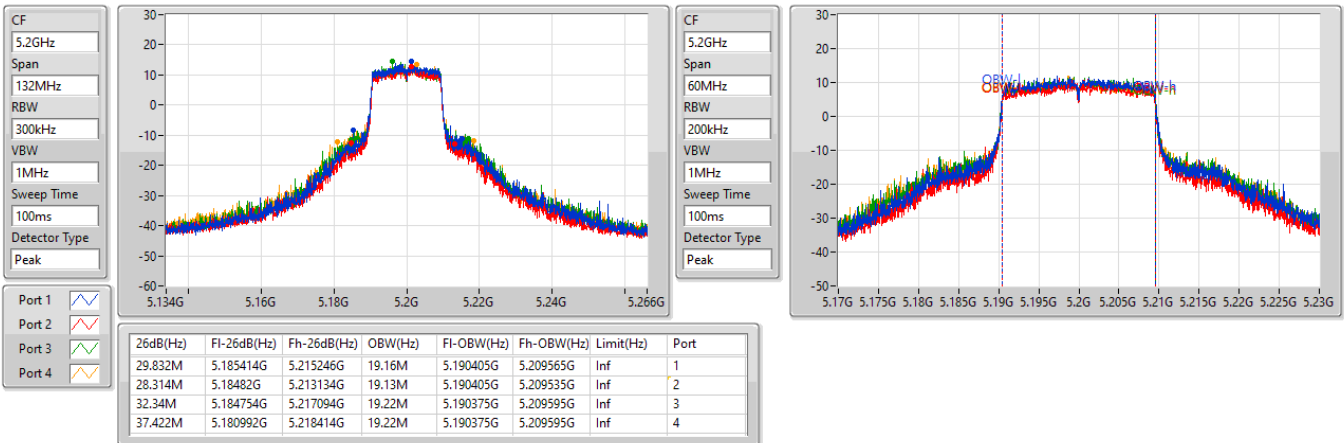 CF
5.2GHz
Span
132MHz
RBW
300kHz
VBW
1MHz
Sweep Time
100ms
Detector Type
Peak
30
20
10
0
-10
-20
-30
-40
-50
-60
5.134G 5.16G 5.18G 5.2G 5.22G 5.24G 5.266G
CF
5.2GHz
Span
60MHz
RBW
200kHz
VBW
1MHz
Sweep Time
100ms
Detector Type
Peak
30
20
10
0
-10
-20
-30
-40
-50
OBW-l
OBW-h
5.17G 5.175G 5.18G 5.185G 5.19G 5.195G 5.2G 5.205G 5.21G 5.215G 5.22G 5.225G 5.23G
Port 1
Port 2
Port 3
Port 4
26dB(Hz) Fl-26dB(Hz) Fh-26dB(Hz) OBW(Hz) Fl-OBW(Hz) Fh-OBW(Hz) Limit(Hz) Port
29.832M 5.185414G 5.215246G 19.16M 5.190405G 5.209565G Inf 1
28.314M 5.18482G 5.213134G 19.13M 5.190405G 5.209535G Inf 2
32.34M 5.184754G 5.217094G 19.22M 5.190375G 5.209595G Inf 3
37.422M 5.180992G 5.218414G 19.22M 5.190375G 5.209595G Inf 4